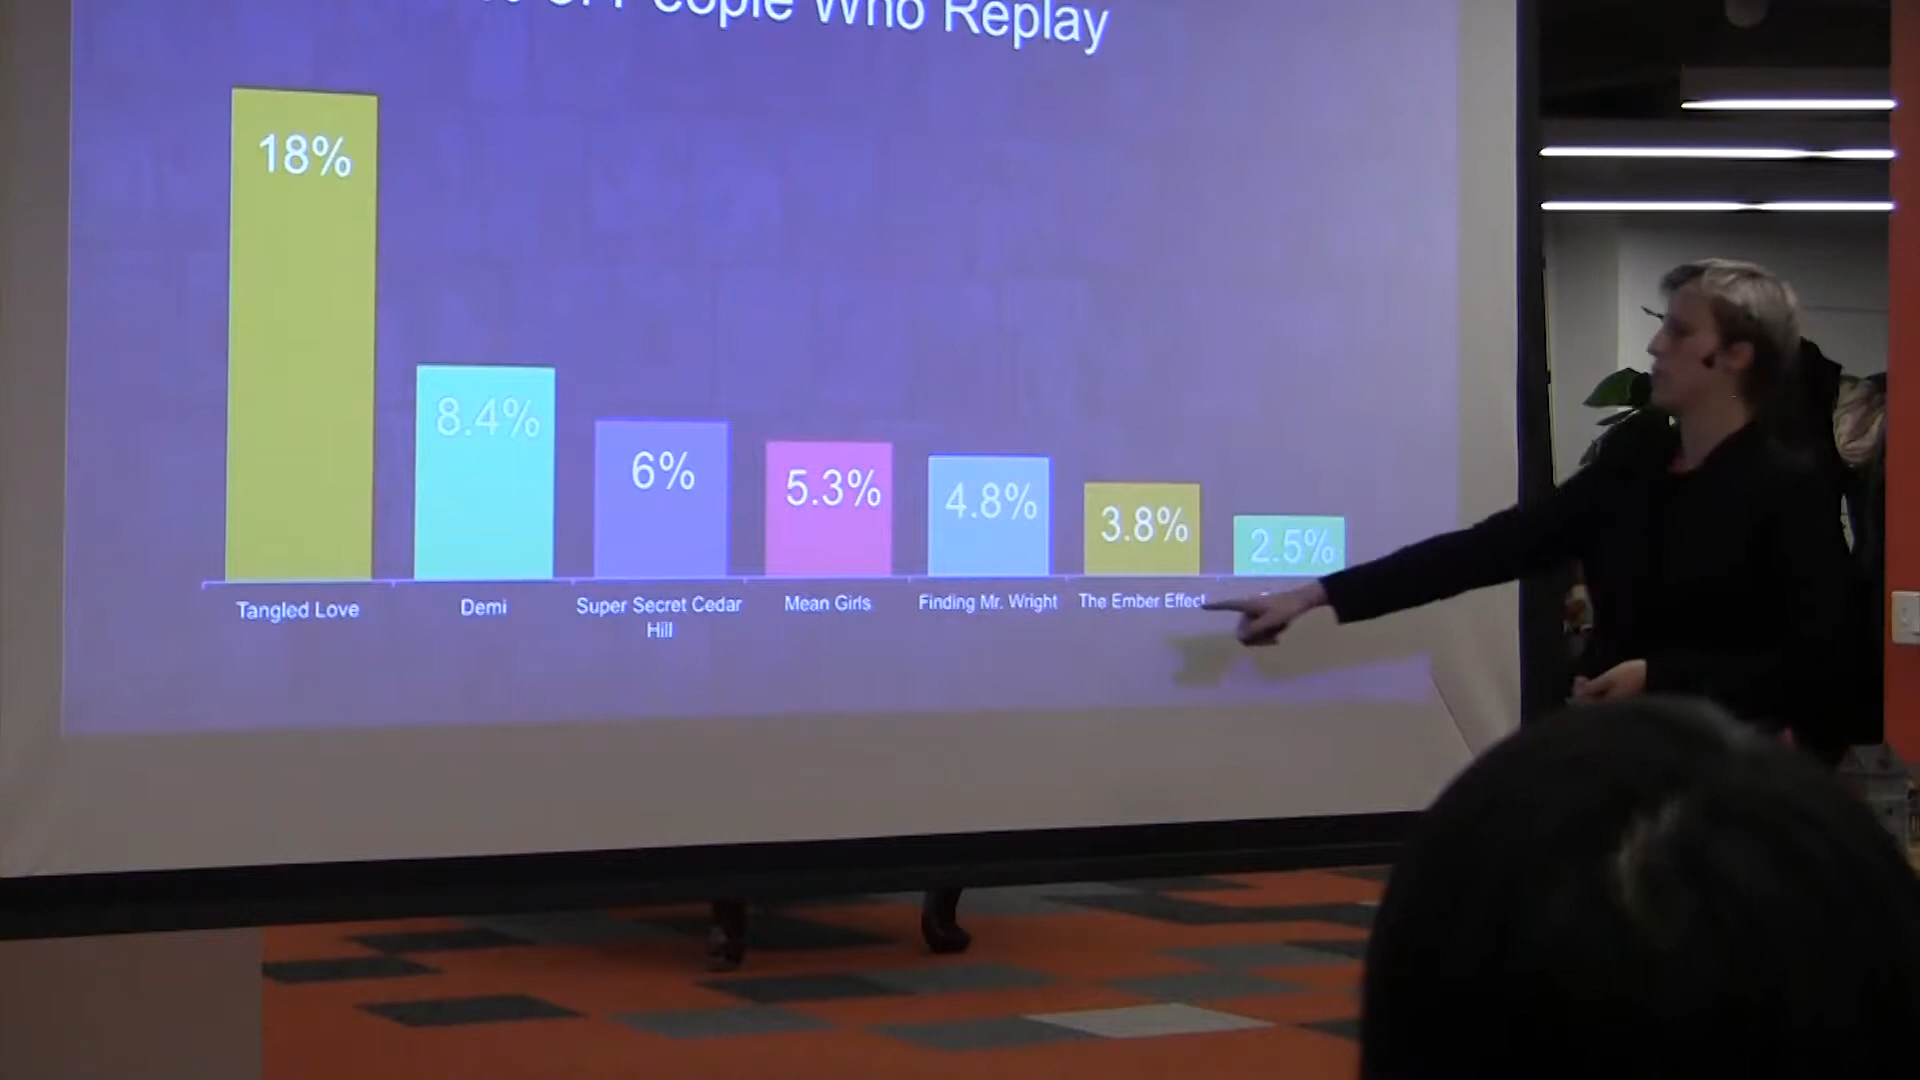 of People Who Replay
18%
8.4%
6%
5.3%
4.8%
3.8%
2.5%
Tangled Love
Demi
Super Secret Cedar
Hill
Mean Girls
Finding Mr. Wright
The Ember Effect